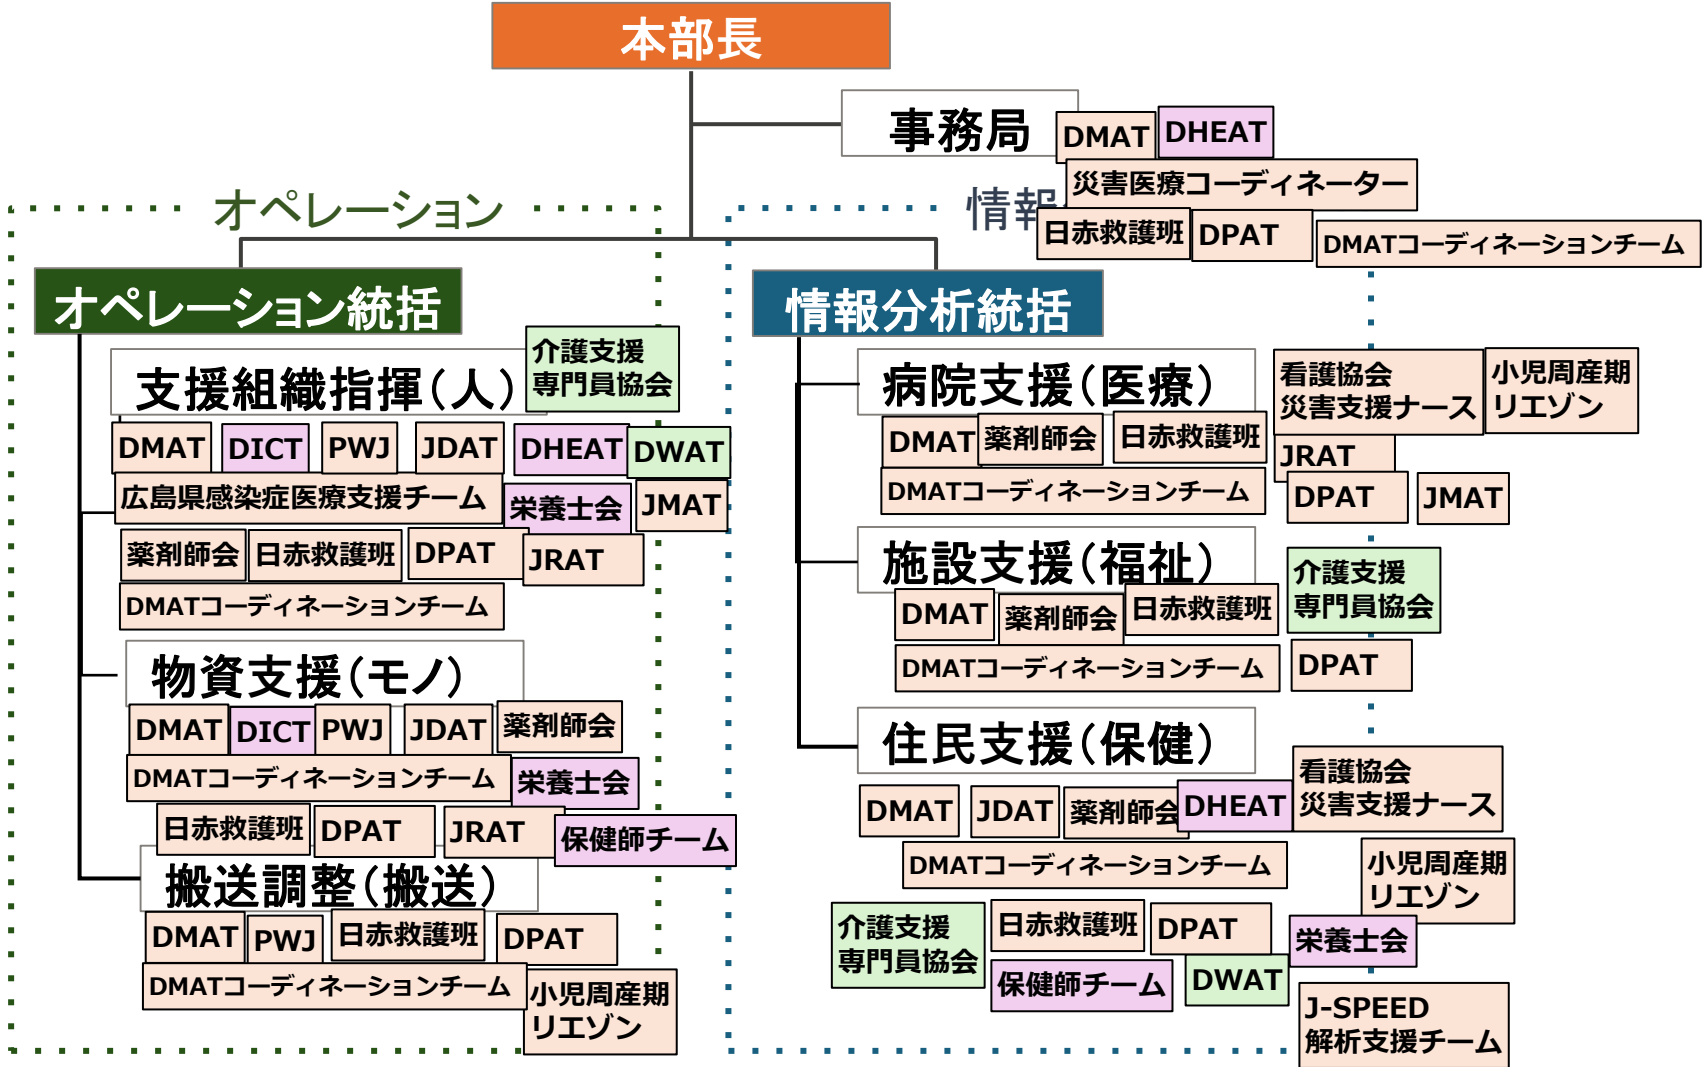 本部長
事務局
DMAT
DHEAT
災害医療コーディネーター
日赤救護班
DPAT
DMATコーディネーションチーム
オペレーション
情報
オペレーション統括
介護支援
専門員協会
支援組織指揮(人)
DMAT
DICT
PWJ
JDAT
DHEAT
DWAT
広島県感染症医療支援チーム
栄養士会
JMAT
薬剤師会
日赤救護班
DPAT
JRAT
DMATコーディネーションチーム
物資支援(モノ)
DMAT
DICT
PWJ
JDAT
薬剤師会
DMATコーディネーションチーム
栄養士会
日赤救護班
DPAT
JRAT
保健師チーム
搬送調整(搬送)
DMAT
PWJ
日赤救護班
DPAT
DMATコーディネーションチーム
小児周産期
リエゾン
情報分析統括
病院支援(医療)
看護協会
災害支援ナース
小児周産期
リエゾン
DMAT
薬剤師会
日赤救護班
JRAT
DMATコーディネーションチーム
DPAT
JMAT
施設支援(福祉)
介護支援
専門員協会
DMAT
薬剤師会
日赤救護班
DMATコーディネーションチーム
DPAT
住民支援(保健)
看護協会
災害支援ナース
DMAT
JDAT
薬剤師会
DHEAT
DMATコーディネーションチーム
小児周産期
リエゾン
介護支援
専門員協会
日赤救護班
DPAT
栄養士会
保健師チーム
DWAT
J-SPEED
解析支援チーム